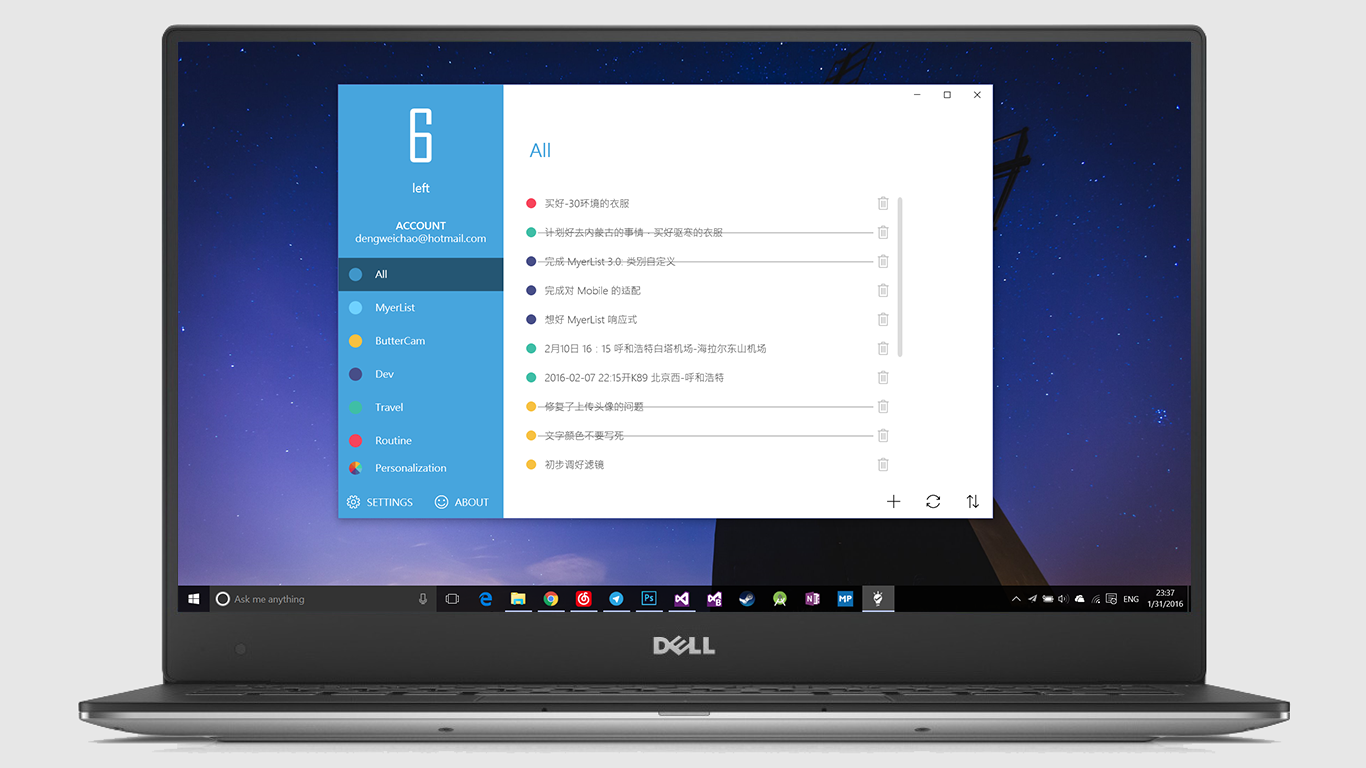 6
left
ACCOUNT
dengweichao@hotmail.com
All
MyerList
ButterCam
Dev
Travel
Routine
Personalization
SETTINGS
ABOUT
All
买好-30环境的衣服
计划好去内蒙古的事情 - 买好驱寒的衣服
完成 MyerList 3.0: 类别自定义
完成对 Mobile 的适配
想好 MyerList 响应式
2月10日 16：15 呼和浩特白塔机场-海拉尔东山机场
2016-02-07 22:15开K89 北京西-呼和浩特
修复了上传头像的问题
文字颜色不要写死
初步调好滤镜
Ask me anything
Ps
N
MP
ENG
23:37
1/31/2016
DELL